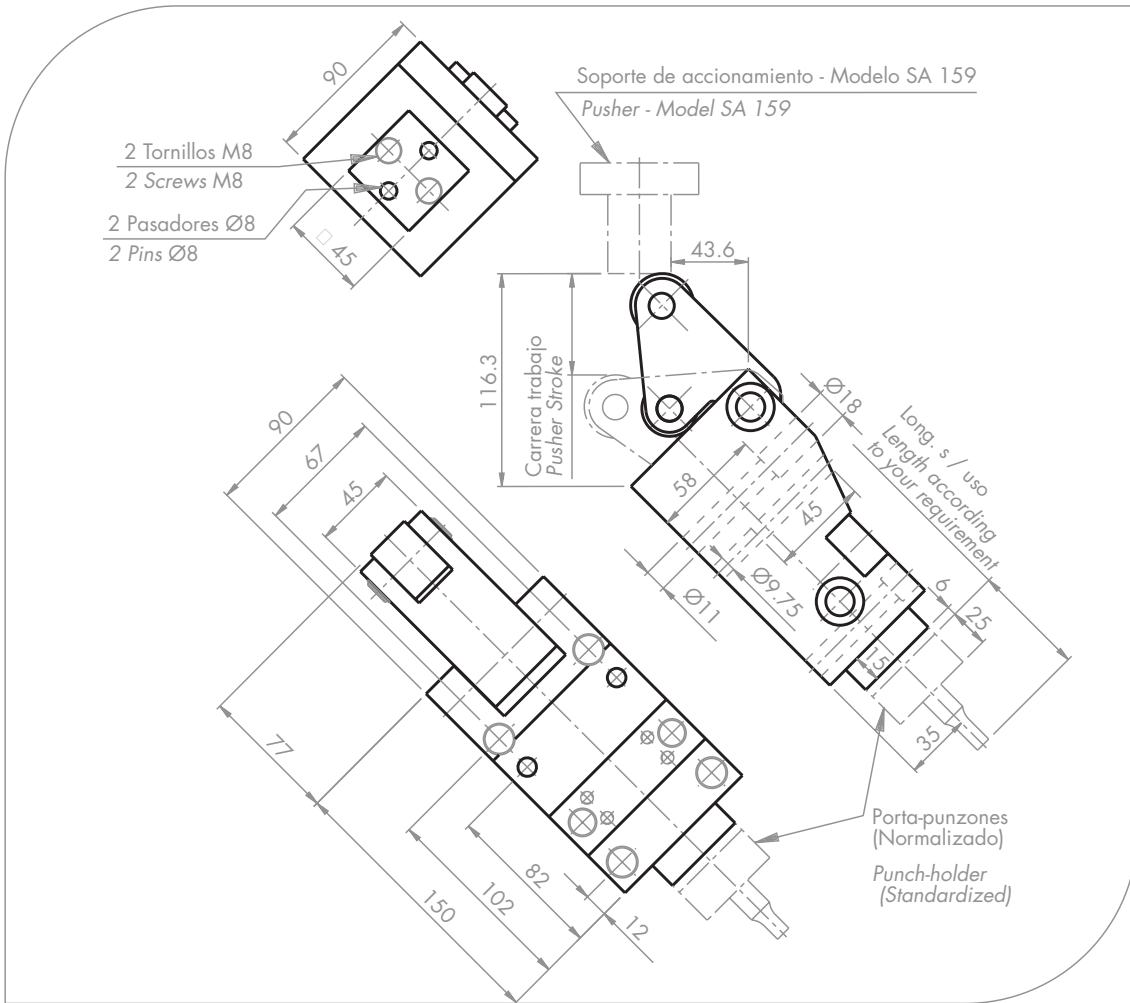 90
Soporte de accionamiento - Modelo SA 159
Pusher - Model SA 159
2 Tornillos M8
2 Screws M8
2 Pasadores Ø8
2 Pins Ø8
□ 45
43.6
116.3
Carrera trabajo
Pusher Stroke
Ø18
Long. s / uso
Length according
to your requirement
58
45
Ø11
Ø9.75
6
25
15
35
90
67
45
77
150
102
82
12
Porta-punzones
(Normalizado)
Punch-holder
(Standardized)